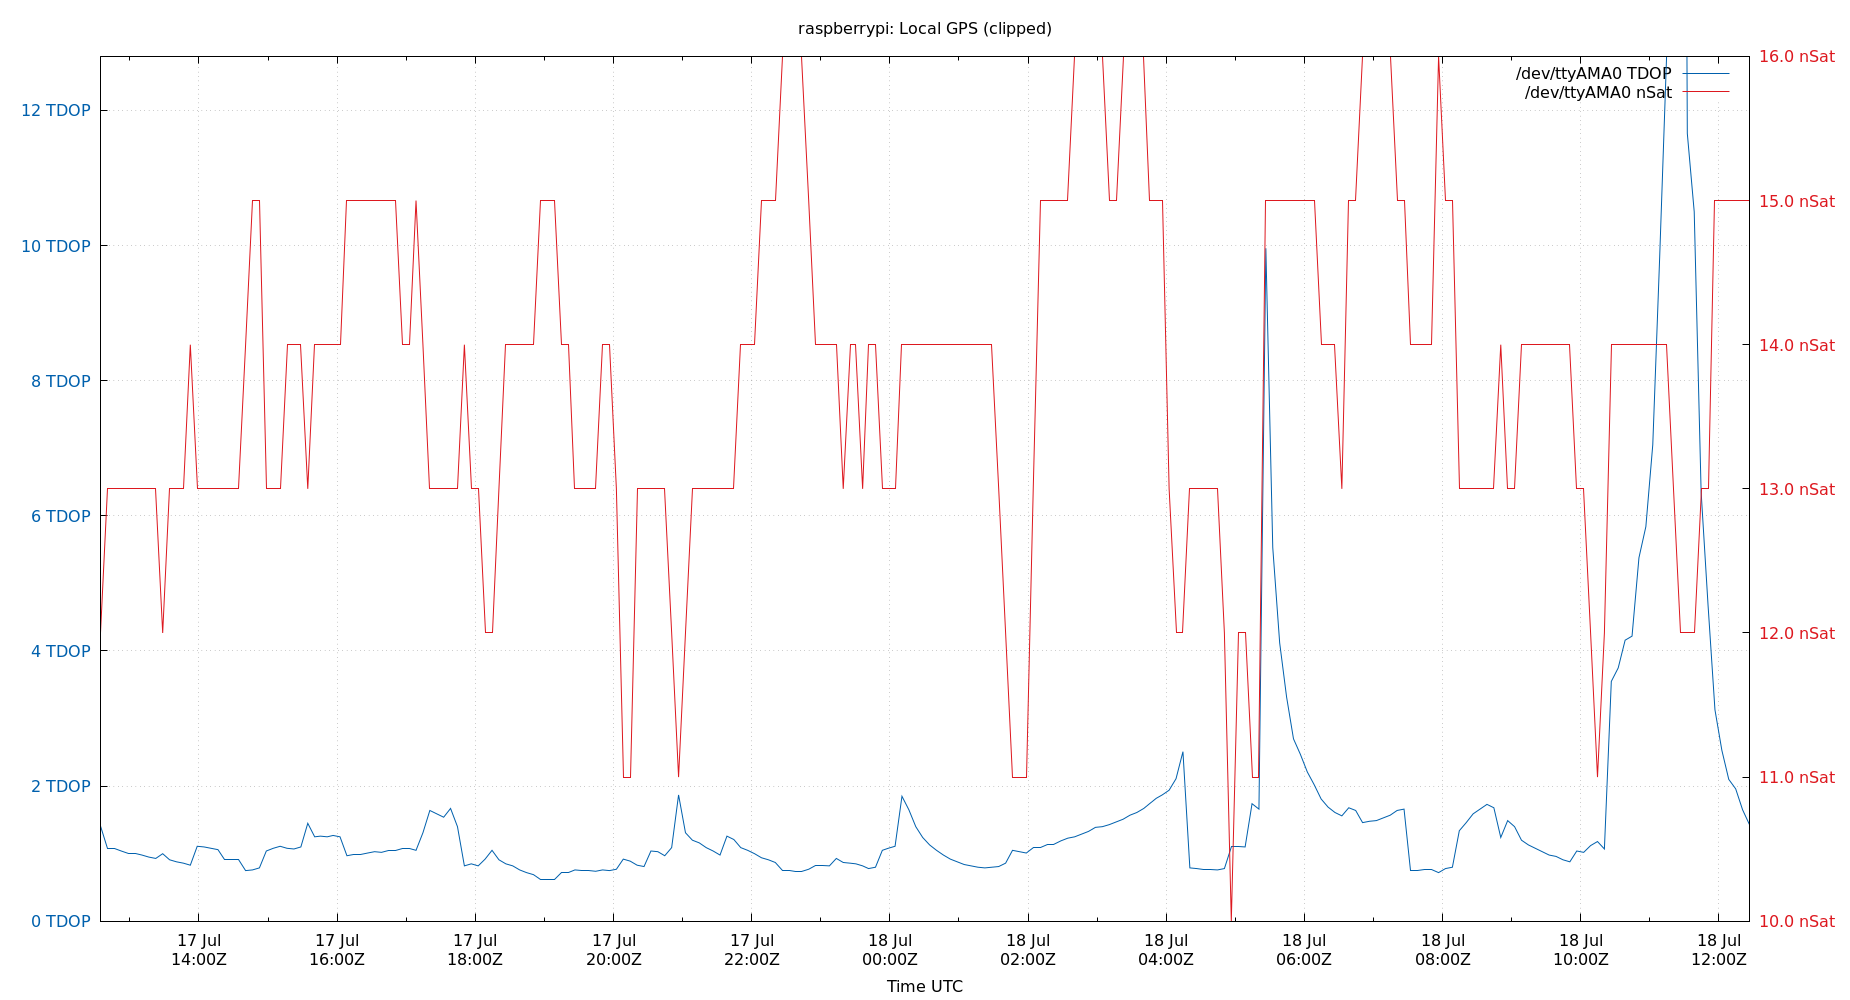 raspberrypi: Local GPS (clipped)
/dev/ttyAMA0 TDOP
/dev/ttyAMA0 nSat
12 TDOP
10 TDOP
8 TDOP
6 TDOP
4 TDOP
2 TDOP
0 TDOP
16.0 nSat
15.0 nSat
14.0 nSat
13.0 nSat
12.0 nSat
11.0 nSat
10.0 nSat
17 Jul 17 Jul 17 Jul 17 Jul 17 Jul 18 Jul 18 Jul 18 Jul 18 Jul 18 Jul 18 Jul 18 Jul
14:00Z 16:00Z 18:00Z 20:00Z 22:00Z 00:00Z 02:00Z 04:00Z 06:00Z 08:00Z 10:00Z 12:00Z
Time UTC